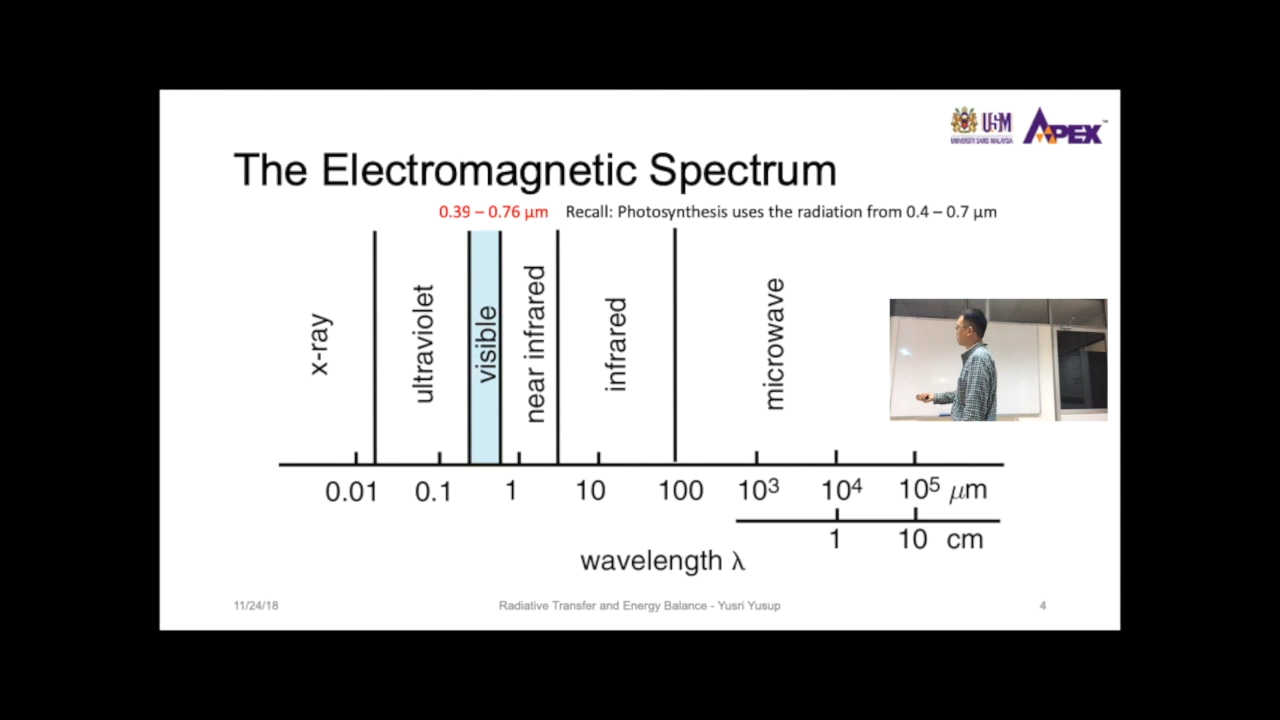 USM
UNIVERSITI SAINS MALAYSIA
APEX™
The Electromagnetic Spectrum
0.39 – 0.76 µm Recall: Photosynthesis uses the radiation from 0.4 – 0.7 µm
x-ray
ultraviolet
visible
near infrared
infrared
microwave
0.01 0.1 1 10 100 10³ 10⁴ 10⁵ µm
1 10 cm
wavelength λ
11/24/18 Radiative Transfer and Energy Balance - Yusri Yusup 4